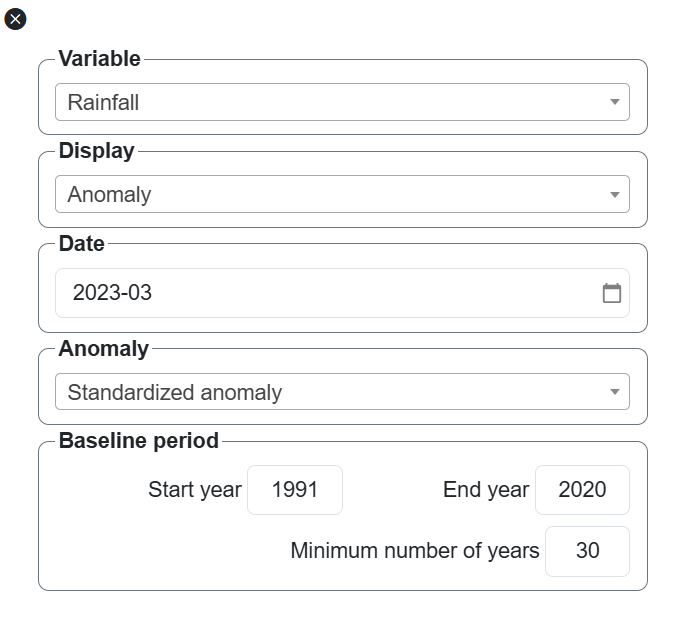 Variable
Rainfall
Display
Anomaly
Date
2023-03
Anomaly
Standardized anomaly
Baseline period
Start year 1991 End year 2020
Minimum number of years 30